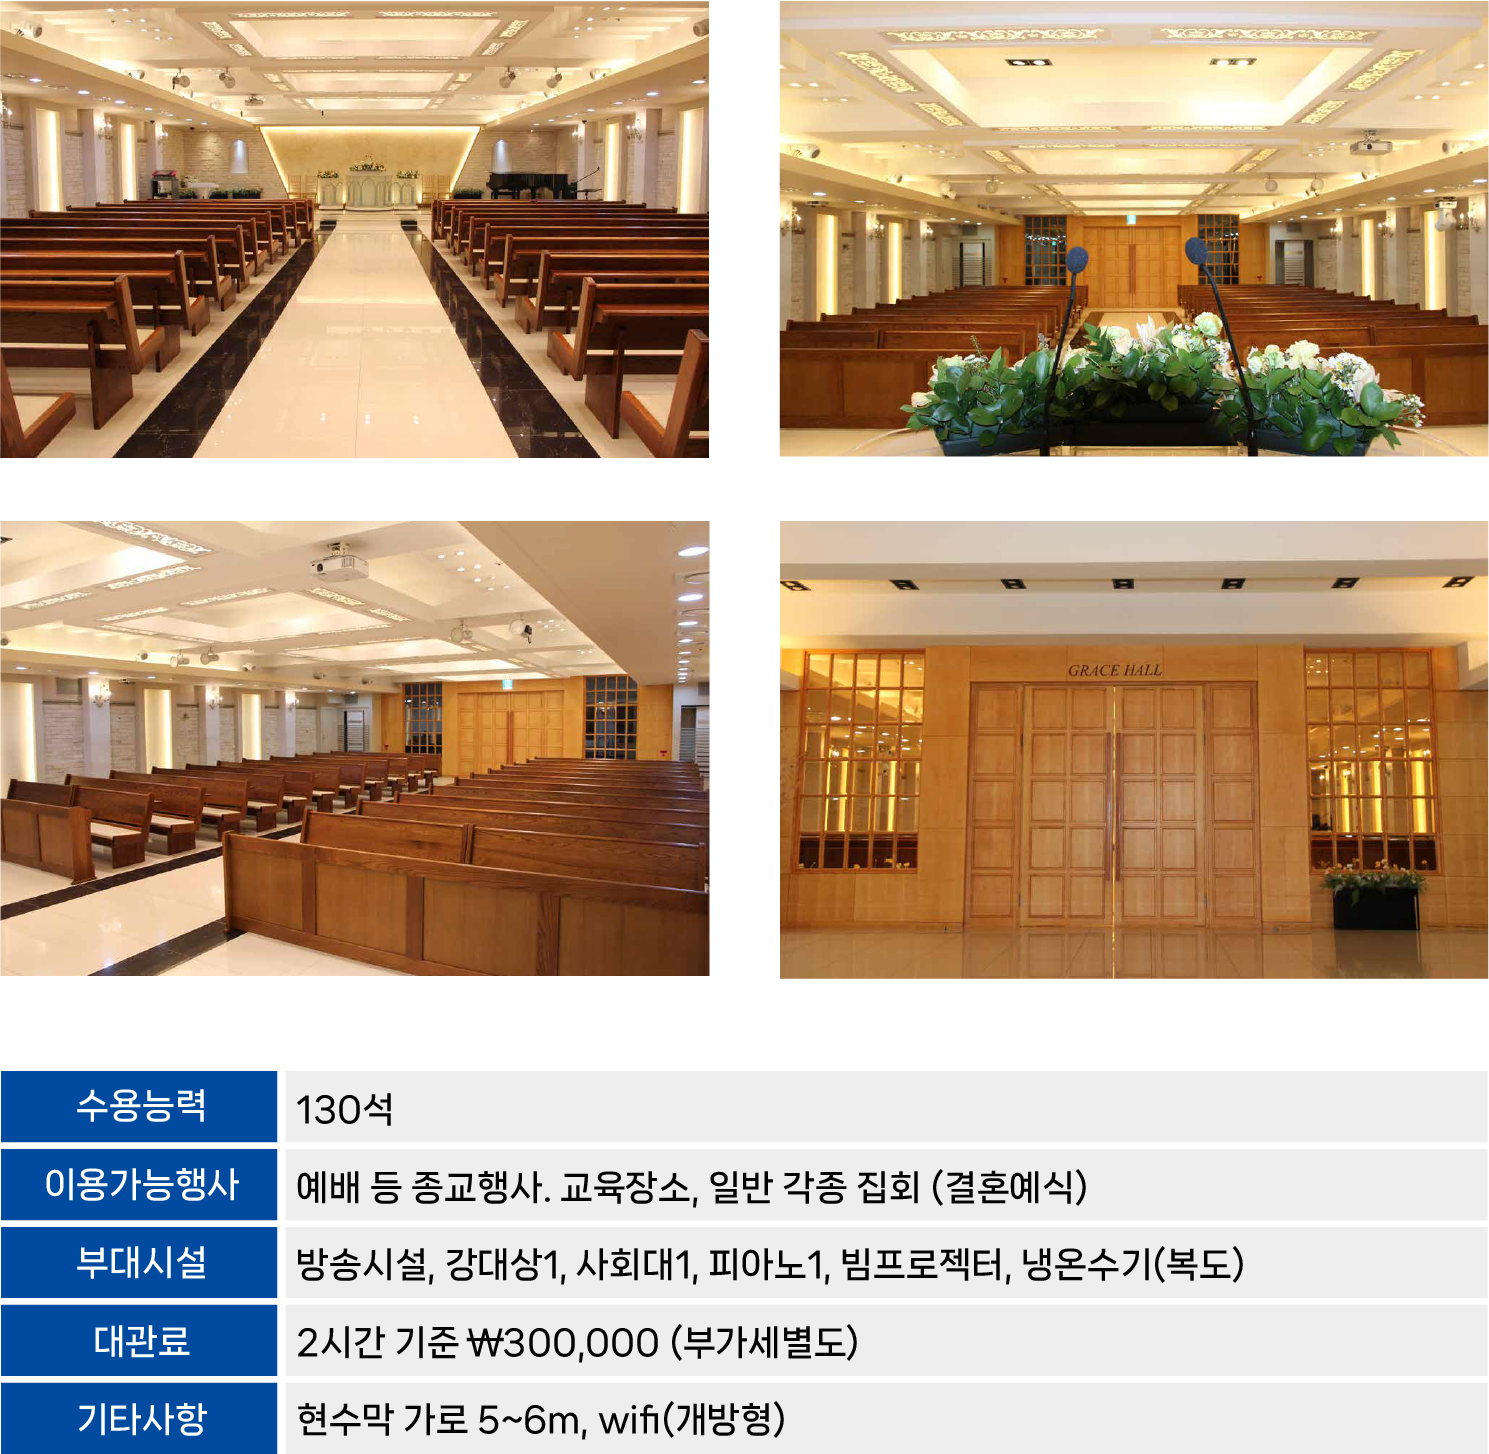 GRACE HALL
수용능력 130석
이용가능행사 예배 등 종교행사. 교육장소, 일반 각종 집회 (결혼예식)
부대시설 방송시설, 강대상1, 사회대1, 피아노1, 빔프로젝터, 냉온수기(복도)
대관료 2시간 기준 ₩300,000 (부가세별도)
기타사항 현수막 가로 5~6m, wifi(개방형)